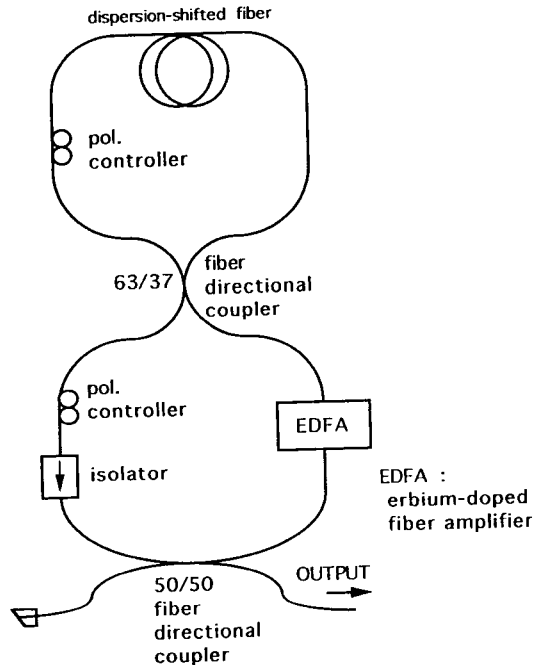 dispersion-shifted fiber
pol.
controller
63/37
fiber
directional
coupler
pol.
controller
EDFA
isolator
EDFA :
erbium-doped
fiber amplifier
OUTPUT
50/50
fiber
directional
coupler